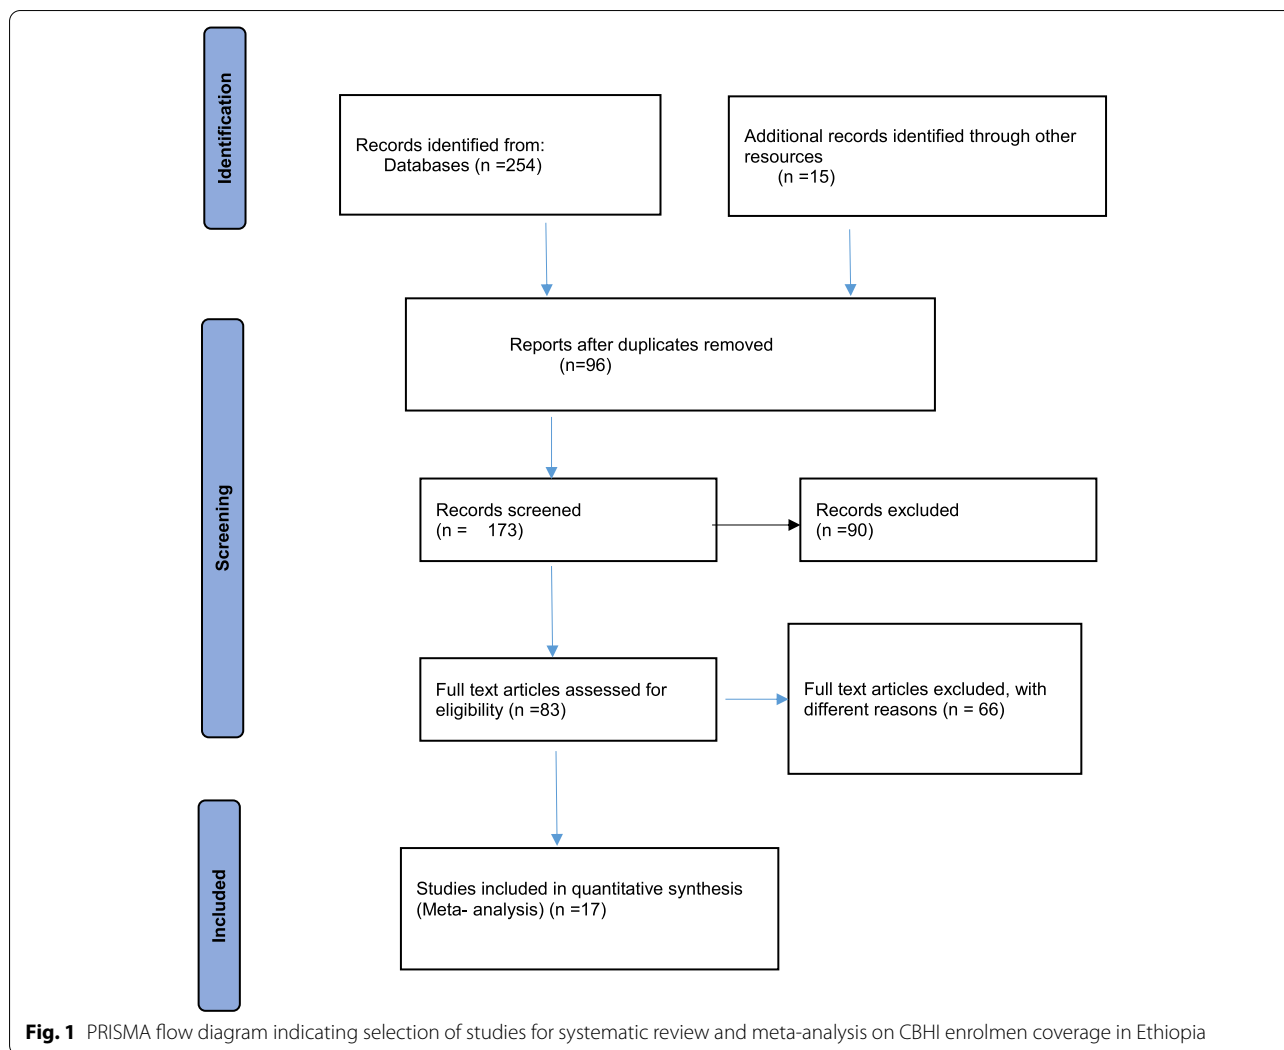 Identification
Records identified from:
Databases (n =254)
Additional records identified through other
resources
(n =15)
Reports after duplicates removed
(n=96)
Screening
Records screened
(n = 173)
Records excluded
(n =90)
Full text articles assessed for
eligibility (n =83)
Full text articles excluded, with
different reasons (n = 66)
Included
Studies included in quantitative synthesis
(Meta- analysis) (n =17)
Fig. 1 PRISMA flow diagram indicating selection of studies for systematic review and meta-analysis on CBHI enrolmen coverage in Ethiopia